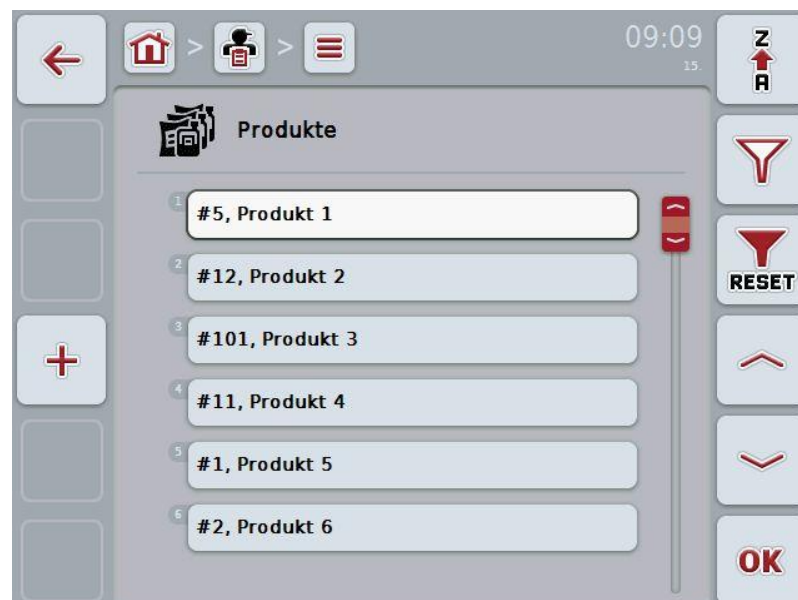 > >
09:09
15.
Z
A
Produkte
1
#5, Produkt 1
2
#12, Produkt 2
RESET
3
#101, Produkt 3
4
#11, Produkt 4
5
#1, Produkt 5
6
#2, Produkt 6
OK